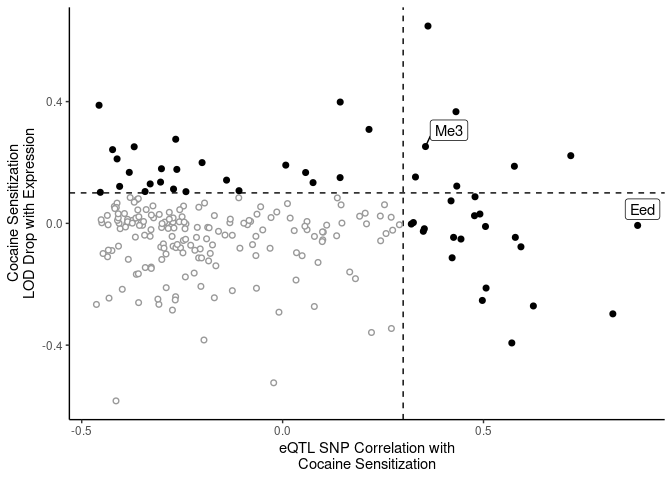 Cocaine Sensitization
LOD Drop with Expression
0.4
0.0
-0.4
Me3
Eed
-0.5
0.0
0.5
eQTL SNP Correlation with
Cocaine Sensitization